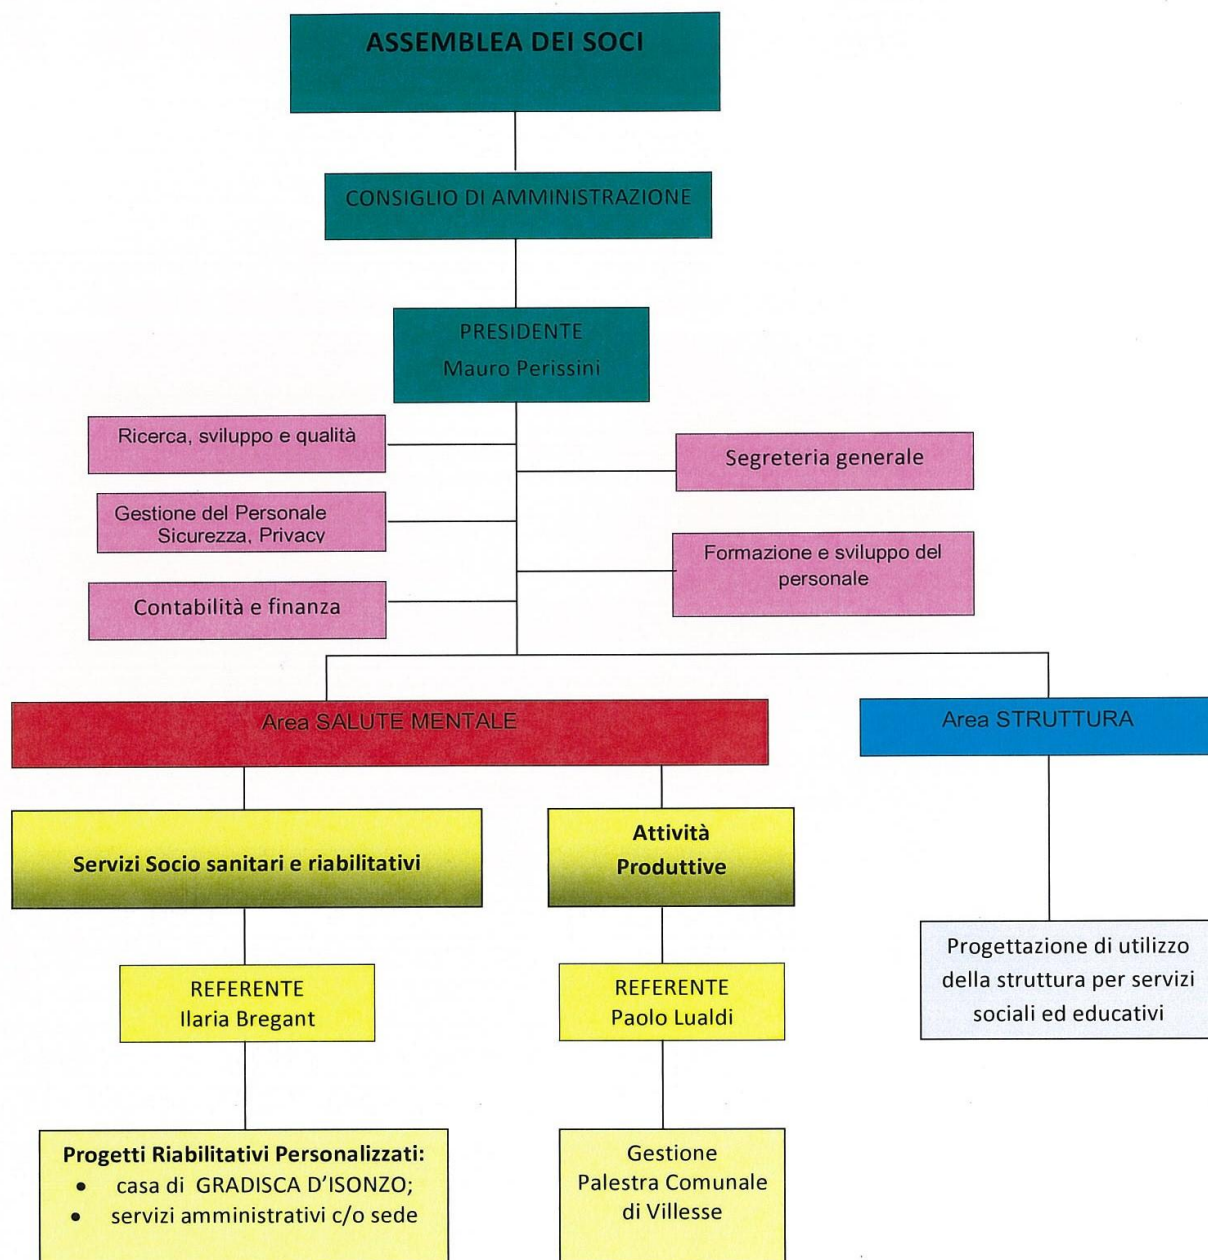 ASSEMBLEA DEI SOCI
CONSIGLIO DI AMMINISTRAZIONE
PRESIDENTE
Mauro Perissini
Ricerca, sviluppo e qualità
Segreteria generale
Gestione del Personale
Sicurezza, Privacy
Formazione e sviluppo del
personale
Contabilità e finanza
Area SALUTE MENTALE
Area STRUTTURA
Servizi Socio sanitari e riabilitativi
Attività
Produttive
REFERENTE
Ilaria Bregant
REFERENTE
Paolo Lualdi
Progettazione di utilizzo
della struttura per servizi
sociali ed educativi
Progetti Riabilitativi Personalizzati:
• casa di GRADISCA D'ISONZO;
• servizi amministrativi c/o sede
Gestione
Palestra Comunale
di Villesse